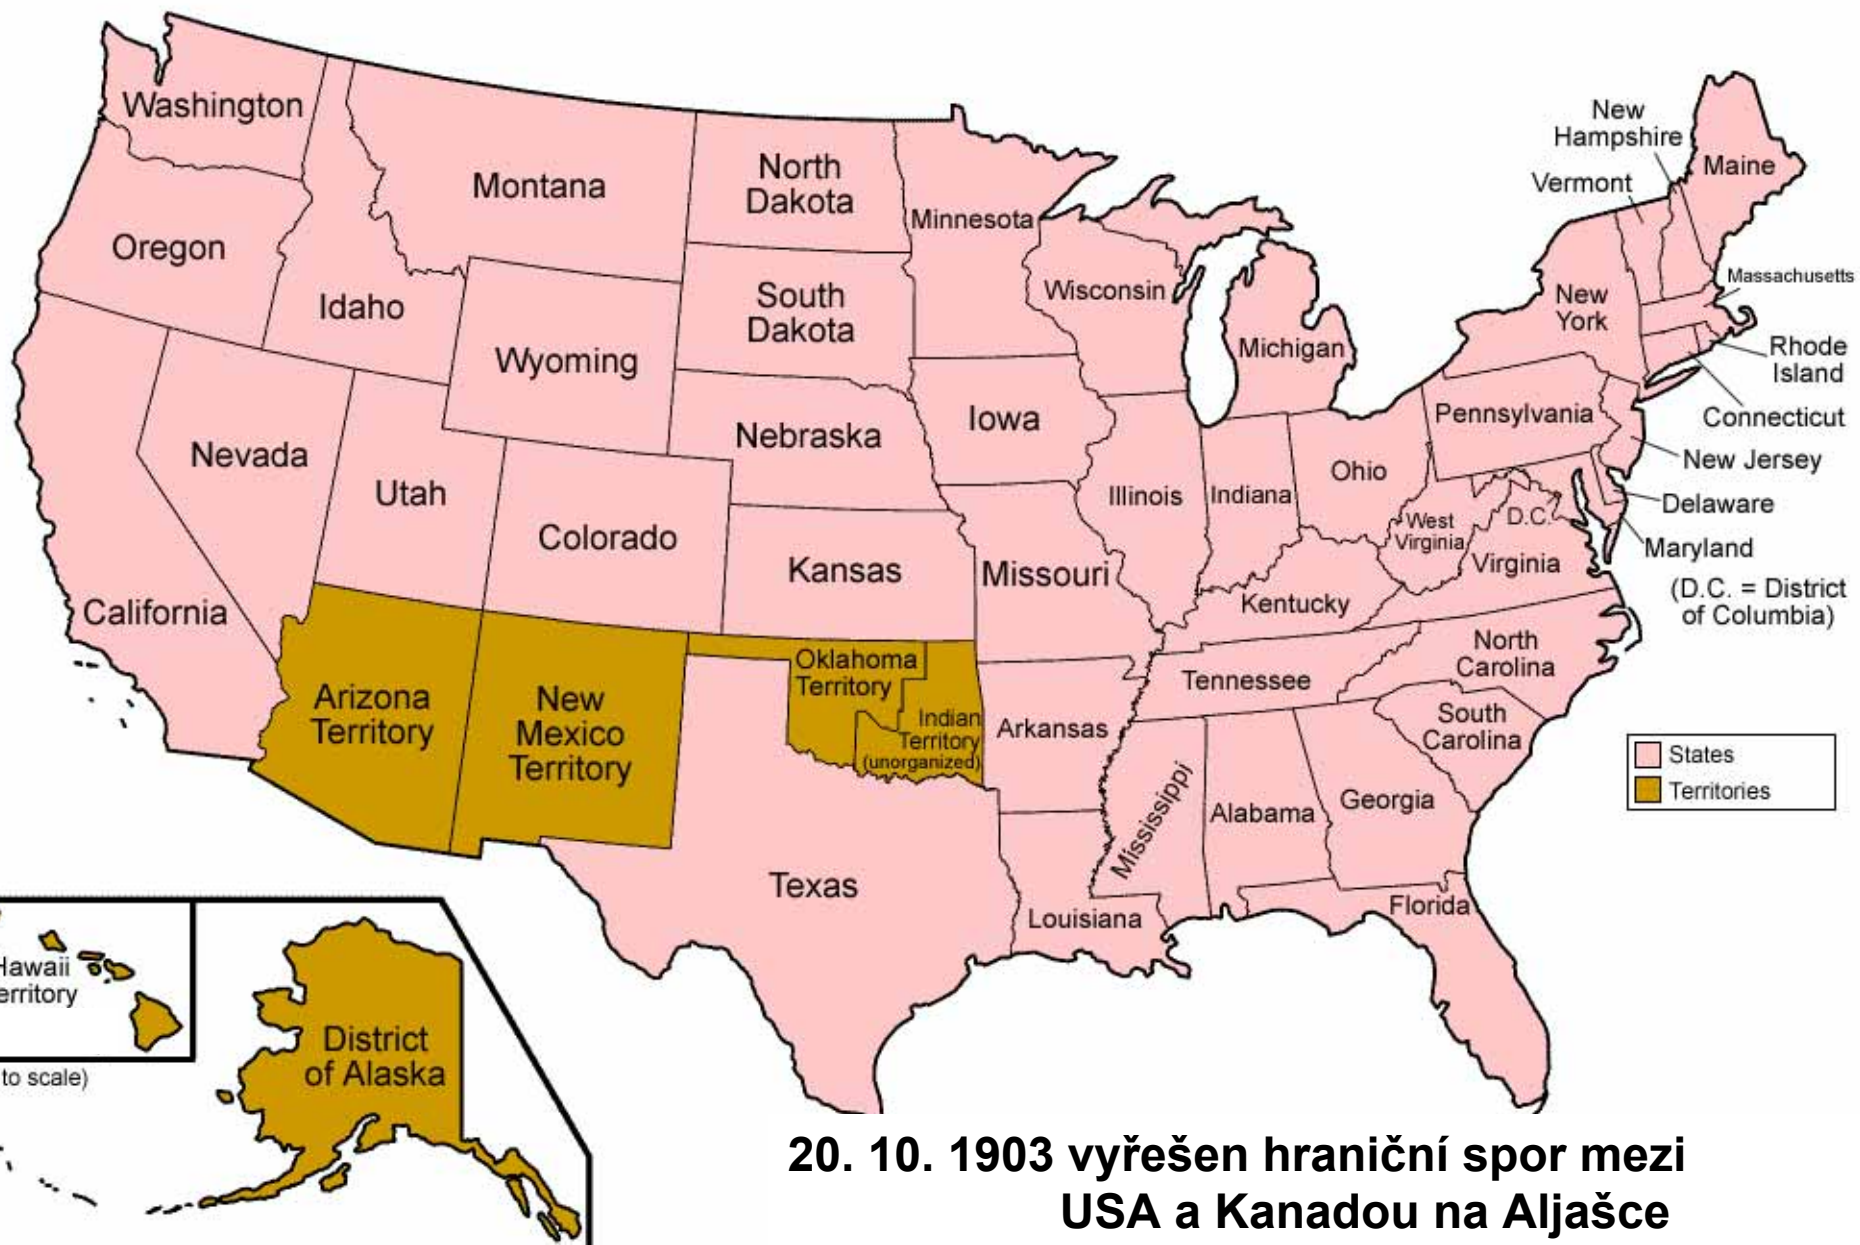 Washington
Montana
North
Dakota
Minnesota
Oregon
Idaho
South
Dakota
Wisconsin
Wyoming
Michigan
New
Hampshire
Vermont
Maine
Massachusetts
New
York
Rhode
Island
Connecticut
Pennsylvania
New Jersey
Delaware
Maryland
(D.C. = District
of Columbia)
Nevada
Utah
Nebraska
Iowa
Illinois
Indiana
Ohio
West
Virginia
D.C.
Virginia
Colorado
Kansas
Missouri
Kentucky
California
Arizona
Territory
New
Mexico
Territory
Oklahoma
Territory
Indian
Territory
(unorganized)
Arkansas
Tennessee
North
Carolina
South
Carolina
Mississippi
Alabama
Georgia
Texas
Louisiana
Florida
States
Territories
Hawaii
erritory
to scale)
District
of Alaska
20. 10. 1903 vyřešen hraniční spor mezi
USA a Kanadou na Aljašce